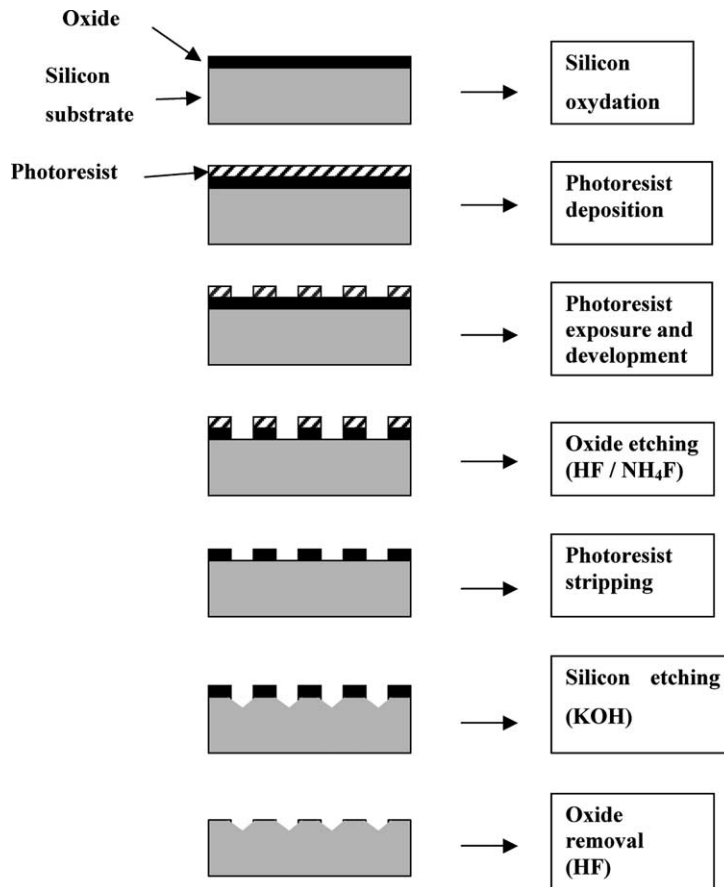 Oxide
Silicon
substrate
Silicon
oxydation
Photoresist
Photoresist
deposition
Photoresist
exposure and
development
Oxide etching
(HF / NH₄F)
Photoresist
stripping
Silicon etching
(KOH)
Oxide
removal
(HF)